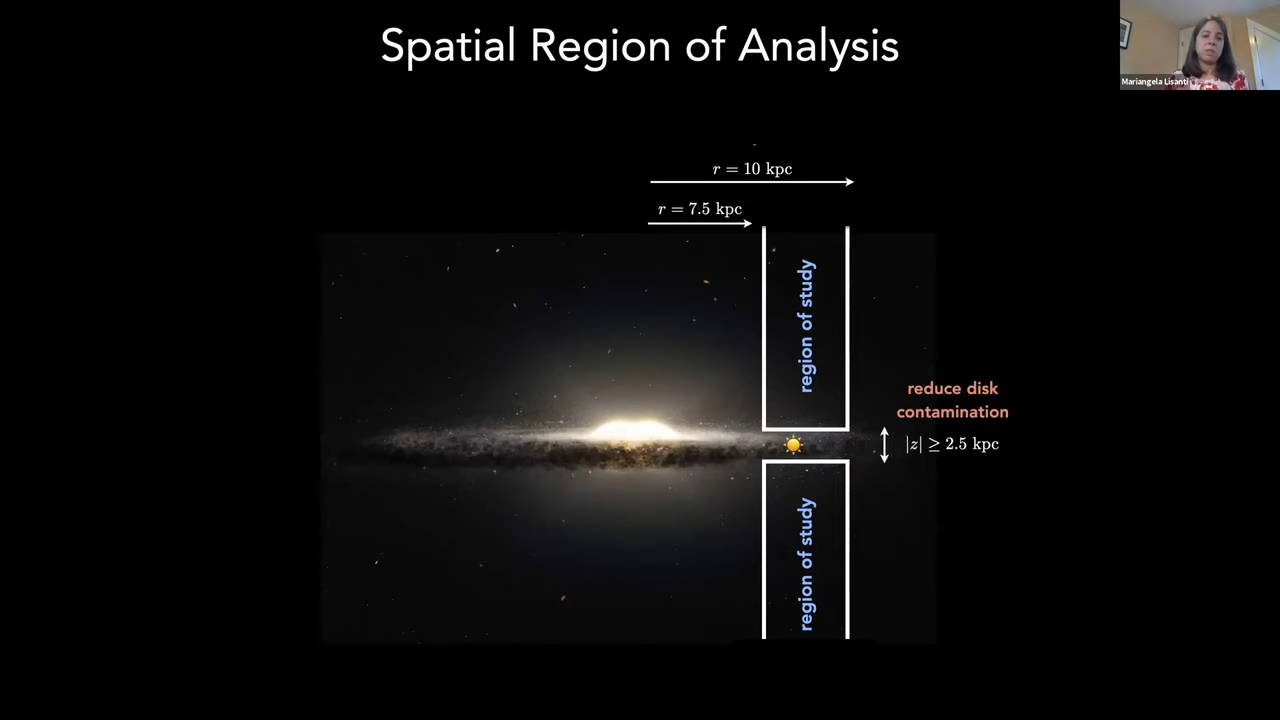 Spatial Region of Analysis
Mariangela Lisanti
r = 10 kpc
r = 7.5 kpc
region of study
reduce disk
contamination
|z| ≥ 2.5 kpc
region of study